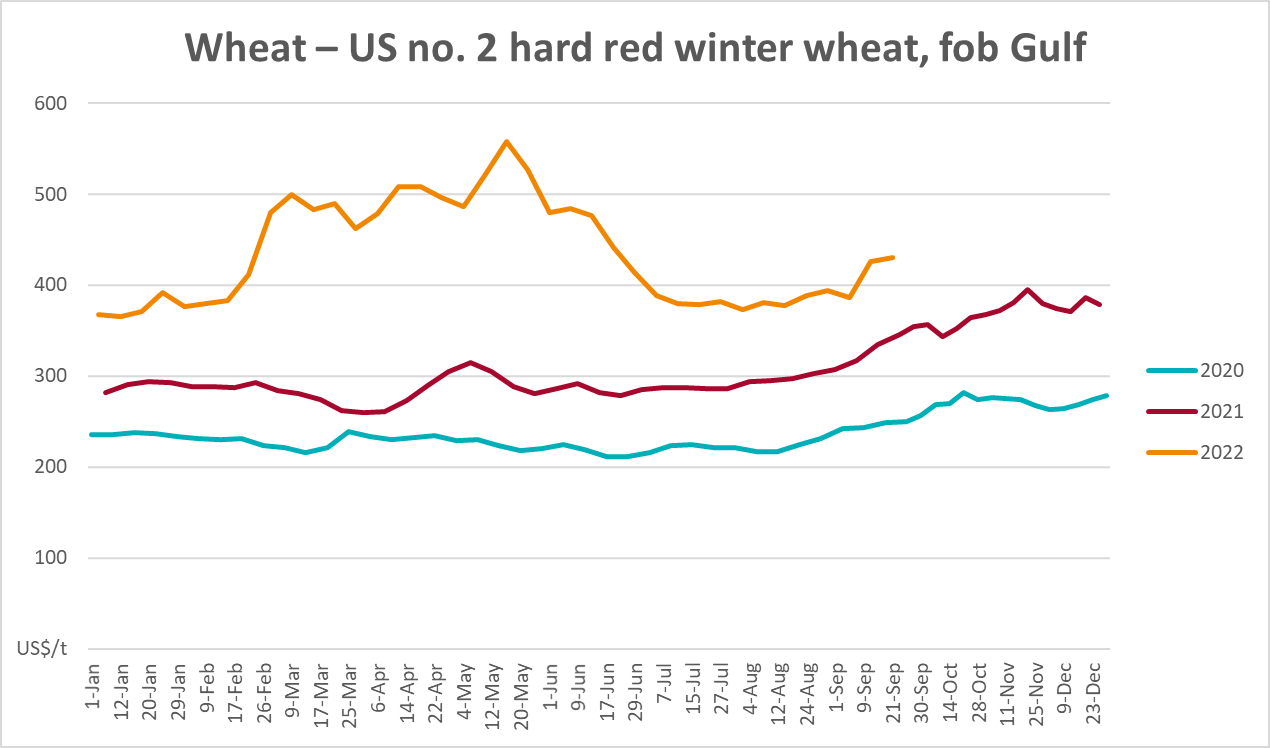 Wheat – US no. 2 hard red winter wheat, fob Gulf
600
500
400
300
200
100
US$/t
1-Jan
12-Jan
20-Jan
29-Jan
9-Feb
17-Feb
26-Feb
9-Mar
17-Mar
25-Mar
6-Apr
14-Apr
22-Apr
4-May
12-May
20-May
1-Jun
9-Jun
17-Jun
29-Jun
7-Jul
15-Jul
27-Jul
4-Aug
12-Aug
24-Aug
1-Sep
9-Sep
21-Sep
30-Sep
14-Oct
28-Oct
11-Nov
25-Nov
9-Dec
23-Dec
2020
2021
2022